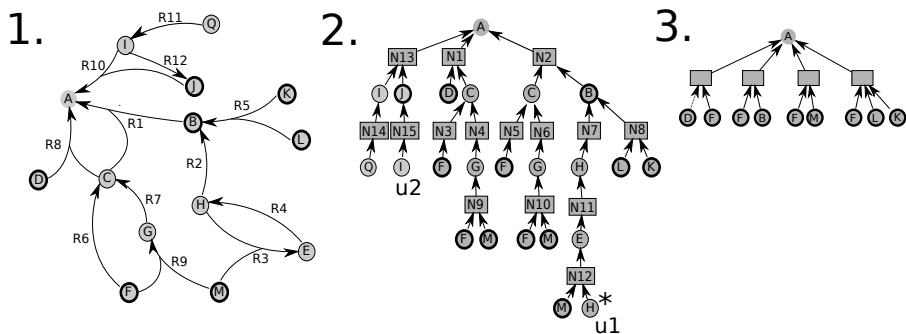 1.
R11
Q
I
R10
R12
J
A
K
R5
B
R1
L
R8
R2
D
C
R7
H
R4
R6
G
E
R3
R9
F
M
2.
A
N13
N1
N2
I
J
D
C
C
B
N14
N15
N3
N4
N5
N6
N7
N8
Q
I
F
G
F
G
H
L
K
u2
N9
N10
N11
F
M
F
M
E
N12
M
H
*
u1
3.
A
D
F
F
B
F
M
F
L
K